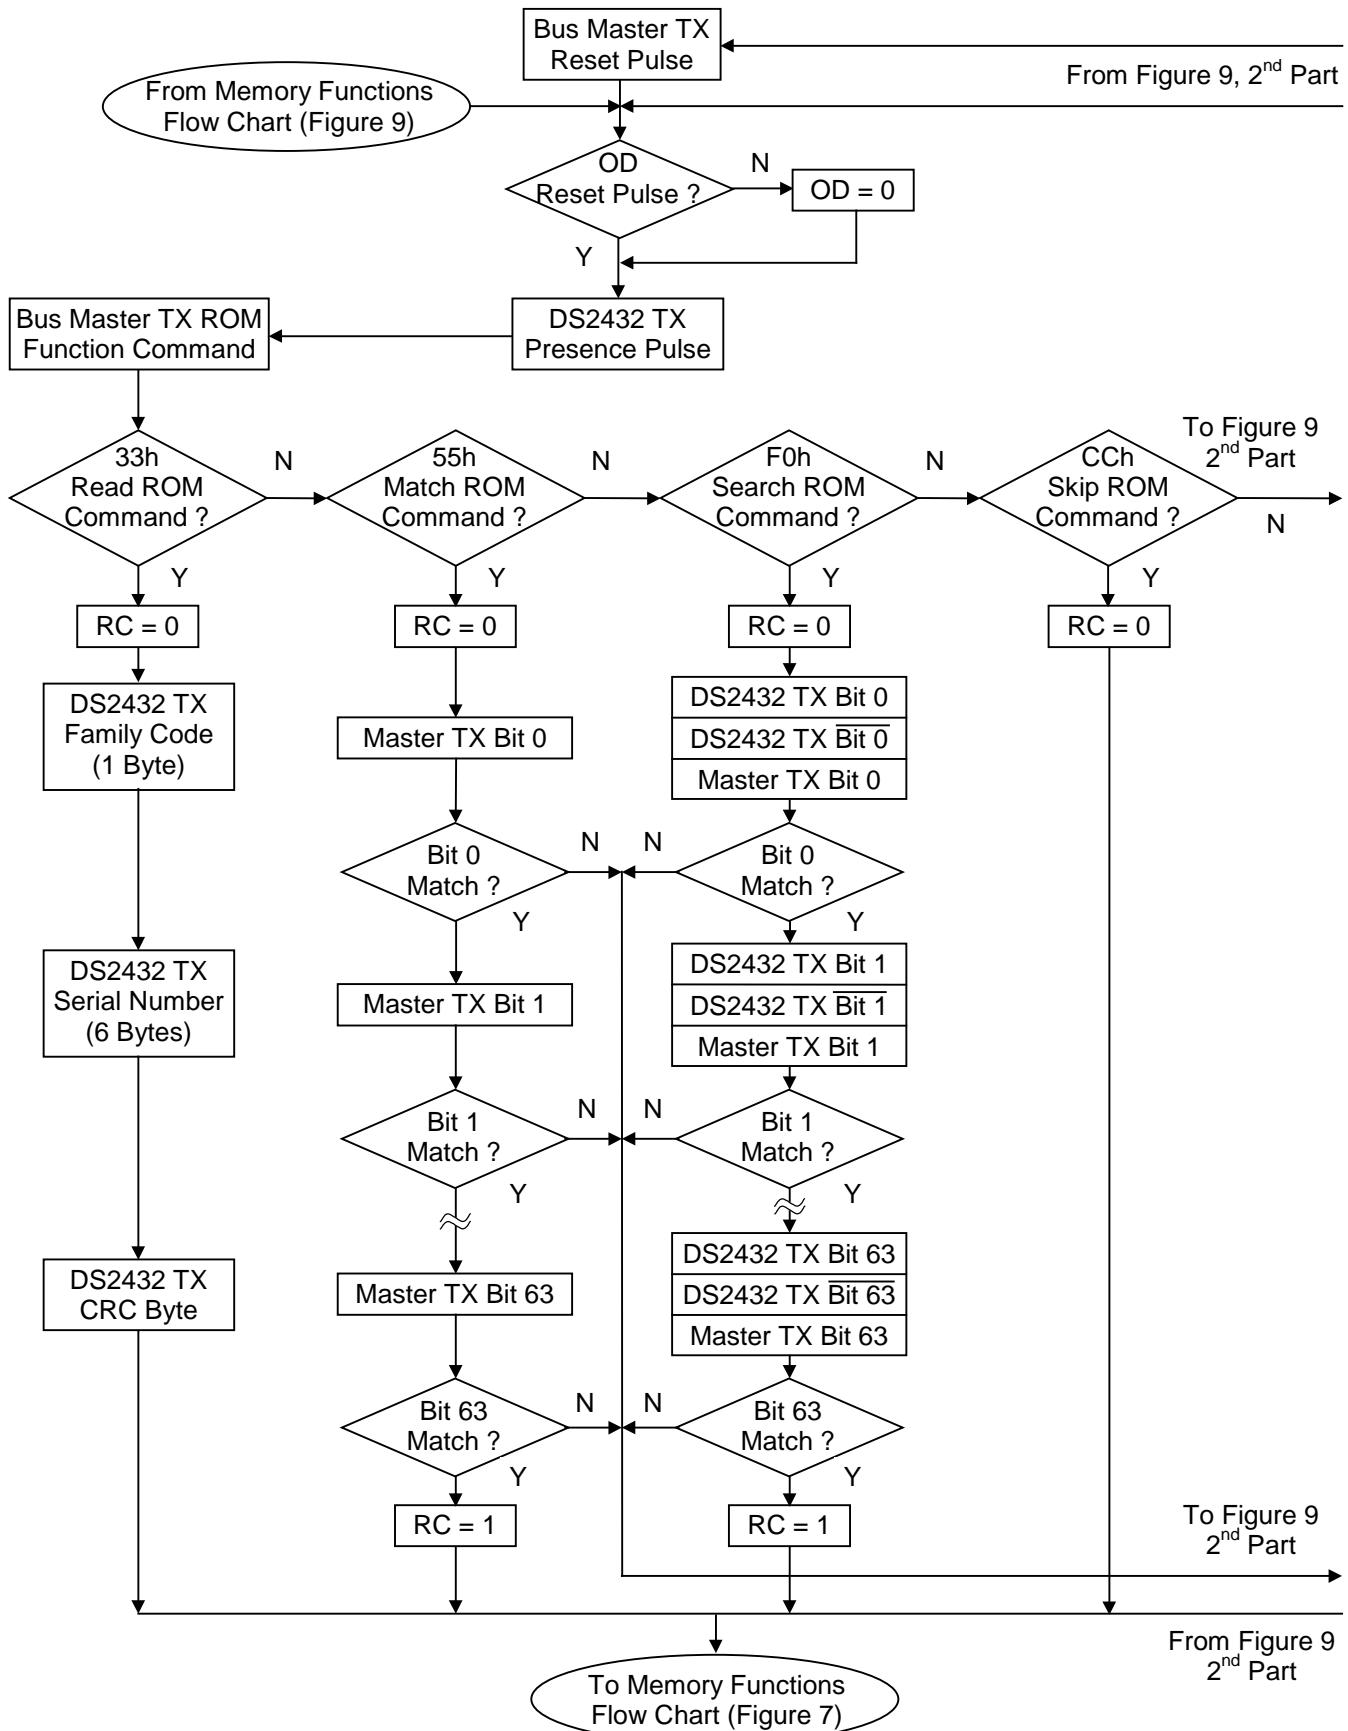 Bus Master TX
Reset Pulse
From Figure 9, 2nd Part
From Memory Functions
Flow Chart (Figure 9)
OD
Reset Pulse ?
N
OD = 0
Y
Bus Master TX ROM
Function Command
DS2432 TX
Presence Pulse
33h
Read ROM
Command ?
N
55h
Match ROM
Command ?
N
F0h
Search ROM
Command ?
N
CCh
Skip ROM
Command ?
To Figure 9
2nd Part
N
Y
Y
Y
Y
RC = 0
RC = 0
RC = 0
RC = 0
DS2432 TX
Family Code
(1 Byte)
Master TX Bit 0
DS2432 TX Bit 0
DS2432 TX Bit 0
Master TX Bit 0
Bit 0
Match ?
N
N
Bit 0
Match ?
Y
Y
DS2432 TX
Serial Number
(6 Bytes)
Master TX Bit 1
DS2432 TX Bit 1
DS2432 TX Bit 1
Master TX Bit 1
Bit 1
Match ?
N
N
Bit 1
Match ?
Y
Y
DS2432 TX
CRC Byte
Master TX Bit 63
DS2432 TX Bit 63
DS2432 TX Bit 63
Master TX Bit 63
Bit 63
Match ?
N
N
Bit 63
Match ?
Y
Y
RC = 1
RC = 1
To Figure 9
2nd Part
From Figure 9
2nd Part
To Memory Functions
Flow Chart (Figure 7)